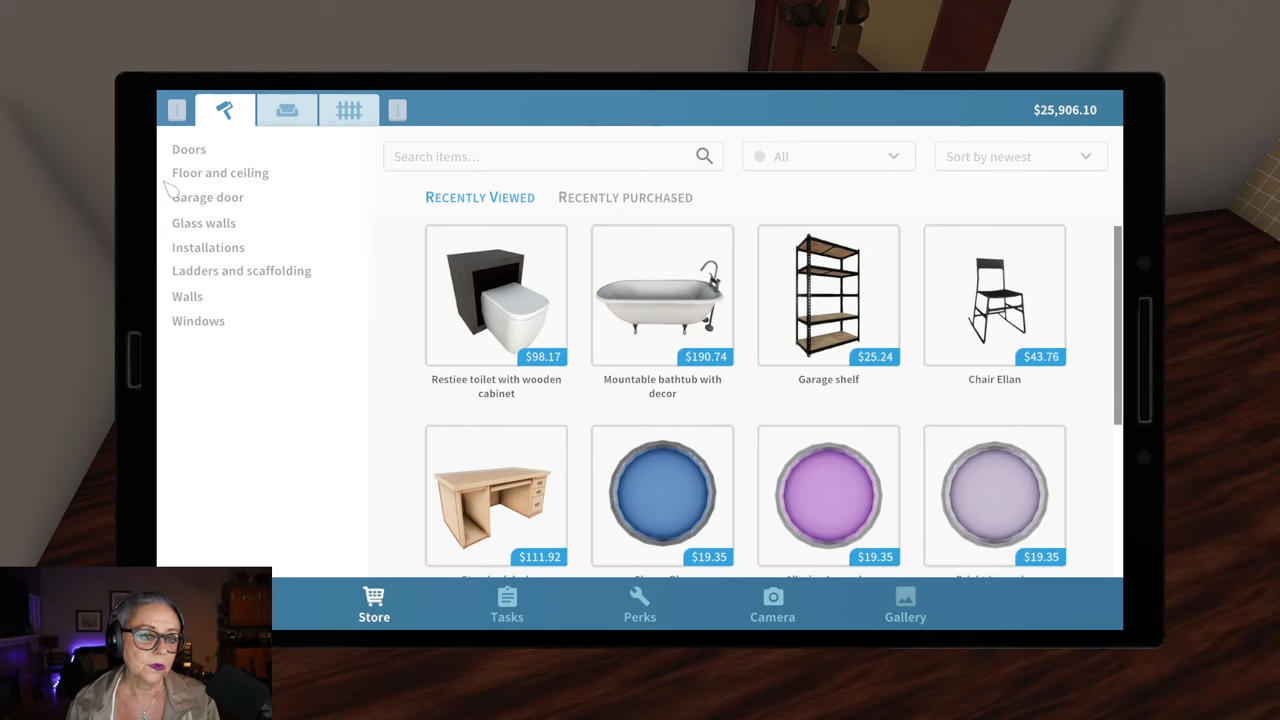 $25,906.10
Doors
Floor and ceiling
Garage door
Glass walls
Installations
Ladders and scaffolding
Walls
Windows
Search items...
All
Sort by newest
RECENTLY VIEWED
RECENTLY PURCHASED
$98.17
$190.74
$25.24
$43.76
Restiee toilet with wooden cabinet
Mountable bathtub with decor
Garage shelf
Chair Ellan
$111.92
$19.35
$19.35
$19.35
Store
Tasks
Perks
Camera
Gallery